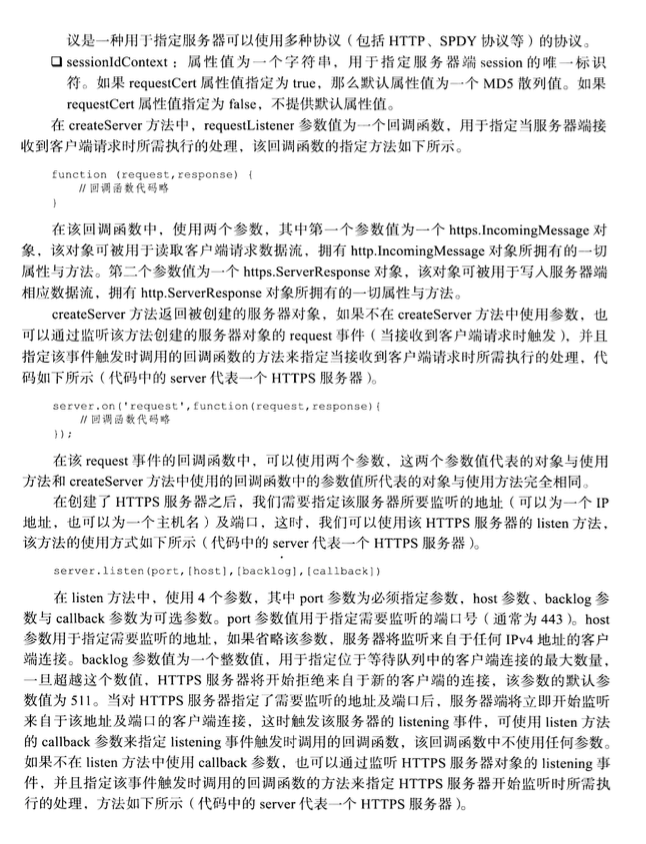 议是一种用于指定服务器可以使用多种协议（包括 HTTP、SPDY 协议等）的协议。
❑ sessionIdContext：属性值为一个字符串，用于指定服务器端 session 的唯一标识
符。如果 requestCert 属性值指定为 true，那么默认属性值为一个 MD5 散列值。如果
requestCert 属性值指定为 false，不提供默认属性值。
在 createServer 方法中，requestListener 参数值为一个回调函数，用于指定当服务器端接
收到客户端请求时所需执行的处理，该回调函数的指定方法如下所示。
function (request,response) {
//回调函数代码略
}
在该回调函数中，使用两个参数，其中第一个参数值为一个 https.IncomingMessage 对
象，该对象可被用于读取客户端请求数据流，拥有 http.IncomingMessage 对象所拥有的一切
属性与方法。第二个参数值为一个 https.ServerResponse 对象，该对象可被用于写入服务器端
相应数据流，拥有 http.ServerResponse 对象所拥有的一切属性与方法。
createServer 方法返回被创建的服务器对象，如果不在 createServer 方法中使用参数，也
可以通过监听该方法创建的服务器对象的 request 事件（当接收到客户端请求时触发），并且
指定该事件触发时调用的回调函数的方法来指定当接收到客户端请求时所需执行的处理，代
码如下所示（代码中的 server 代表一个 HTTPS 服务器）。
server.on('request',function(request,response){
//回调函数代码略
});
在该 request 事件的回调函数中，可以使用两个参数，这两个参数值代表的对象与使用
方法和 createServer 方法中使用的回调函数中的参数值所代表的对象与使用方法完全相同。
在创建了 HTTPS 服务器之后，我们需要指定该服务器所要监听的地址（可以为一个 IP
地址，也可以为一个主机名）及端口，这时，我们可以使用该 HTTPS 服务器的 listen 方法，
该方法的使用方式如下所示（代码中的 server 代表一个 HTTPS 服务器）。
server.listen(port,[host],[backlog],[callback])
在 listen 方法中，使用 4 个参数，其中 port 参数为必须指定参数，host 参数、backlog 参
数与 callback 参数为可选参数。port 参数值用于指定需要监听的端口号（通常为 443）。host
参数用于指定需要监听的地址，如果省略该参数，服务器将监听来自于任何 IPv4 地址的客户
端连接。backlog 参数值为一个整数值，用于指定位于等待队列中的客户端连接的最大数量，
一旦超越这个数值，HTTPS 服务器将开始拒绝来自于新的客户端的连接，该参数的默认参
数值为 511。当对 HTTPS 服务器指定了需要监听的地址及端口后，服务器端将立即开始监听
来自于该地址及端口的客户端连接，这时触发该服务器的 listening 事件，可使用 listen 方法
的 callback 参数来指定 listening 事件触发时调用的回调函数，该回调函数中不使用任何参数。
如果不在 listen 方法中使用 callback 参数，也可以通过监听 HTTPS 服务器对象的 listening 事
件，并且指定该事件触发时调用的回调函数的方法来指定 HTTPS 服务器开始监听时所需执
行的处理，方法如下所示（代码中的 server 代表一个 HTTPS 服务器）。